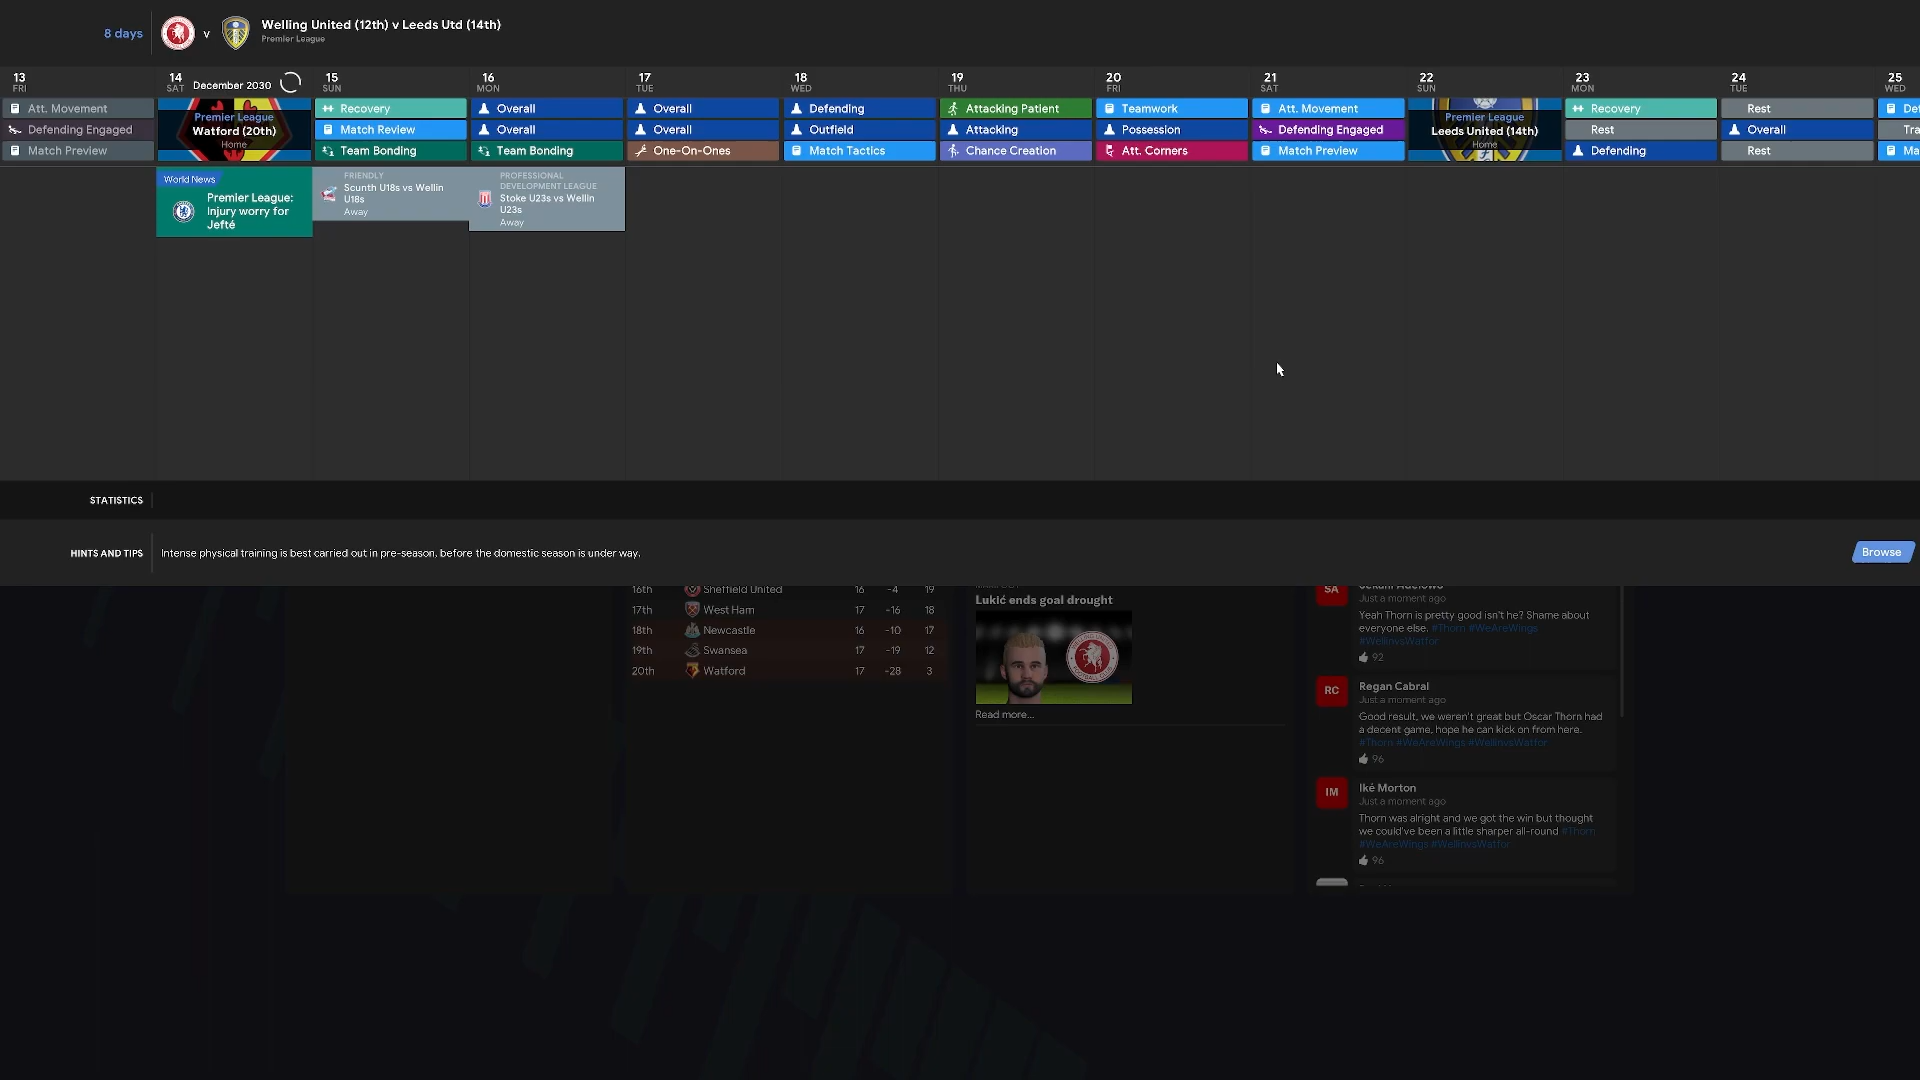 8 days
v
Welling United (12th) v Leeds Utd (14th)
Premier League
13
FRI
14
SAT
December 2030
15
SUN
16
MON
17
TUE
18
WED
19
THU
20
FRI
21
SAT
22
SUN
23
MON
24
TUE
25
WED
Att. Movement
Defending Engaged
Match Preview
Premier League
Watford (20th)
Home
Recovery
Match Review
Team Bonding
Overall
Overall
Team Bonding
Overall
Overall
One-On-Ones
Defending
Outfield
Match Tactics
Attacking Patient
Attacking
Chance Creation
Teamwork
Possession
Att. Corners
Att. Movement
Defending Engaged
Match Preview
Premier League
Leeds United (14th)
Home
Recovery
Rest
Defending
Rest
Overall
Rest
Def
Tra
Ma
World News
Premier League:
Injury worry for
Jefté
FRIENDLY
Scunth U18s vs Wellin
U18s
Away
PROFESSIONAL
DEVELOPMENT LEAGUE
Stoke U23s vs Wellin
U23s
Away
STATISTICS
HINTS AND TIPS
Intense physical training is best carried out in pre-season, before the domestic season is under way.
Browse
16th Sheffield United 16 -4 19
17th West Ham 17 -16 18
18th Newcastle 16 -10 17
19th Swansea 17 -19 12
20th Watford 17 -28 3
Lukić ends goal drought
Read more...
SA
Just a moment ago
Yeah Thorn is pretty good isn't he? Shame about
everyone else. #Thorn #WeAreWings
#WellinvsWatfor
92
RC
Regan Cabral
Just a moment ago
Good result, we weren't great but Oscar Thorn had
a decent game, hope he can kick on from here.
#Thorn #WeAreWings #WellinvsWatfor
96
IM
Iké Morton
Just a moment ago
Thorn was alright and we got the win but thought
we could've been a little sharper all-round #Thorn
#WeAreWings #WellinvsWatfor
96